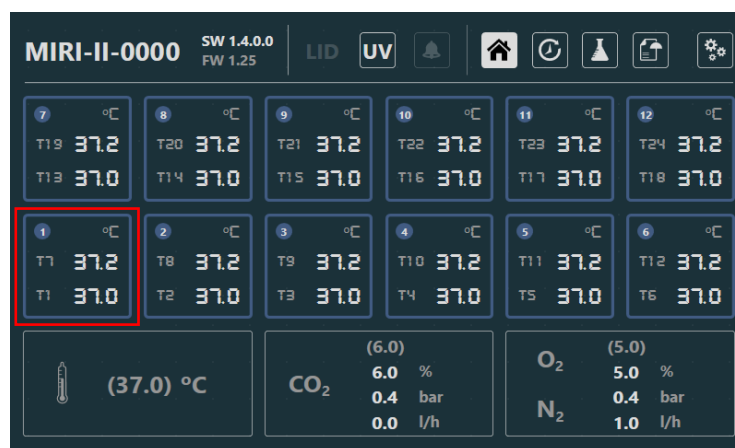 MIRI-II-0000 SW 1.4.0.0 LID UV
FW 1.25
7 °C 8 °C 9 °C 10 °C 11 °C 12 °C
T19 37.2 T20 37.2 T21 37.2 T22 37.2 T23 37.2 T24 37.2
T13 37.0 T14 37.0 T15 37.0 T16 37.0 T17 37.0 T18 37.0
1 °C 2 °C 3 °C 4 °C 5 °C 6 °C
T7 37.2 T8 37.2 T9 37.2 T10 37.2 T11 37.2 T12 37.2
T1 37.0 T2 37.0 T3 37.0 T4 37.0 T5 37.0 T6 37.0
(37.0) °C
CO₂
(6.0)
6.0 %
0.4 bar
0.0 l/h
O₂
N₂
(5.0)
5.0 %
0.4 bar
1.0 l/h